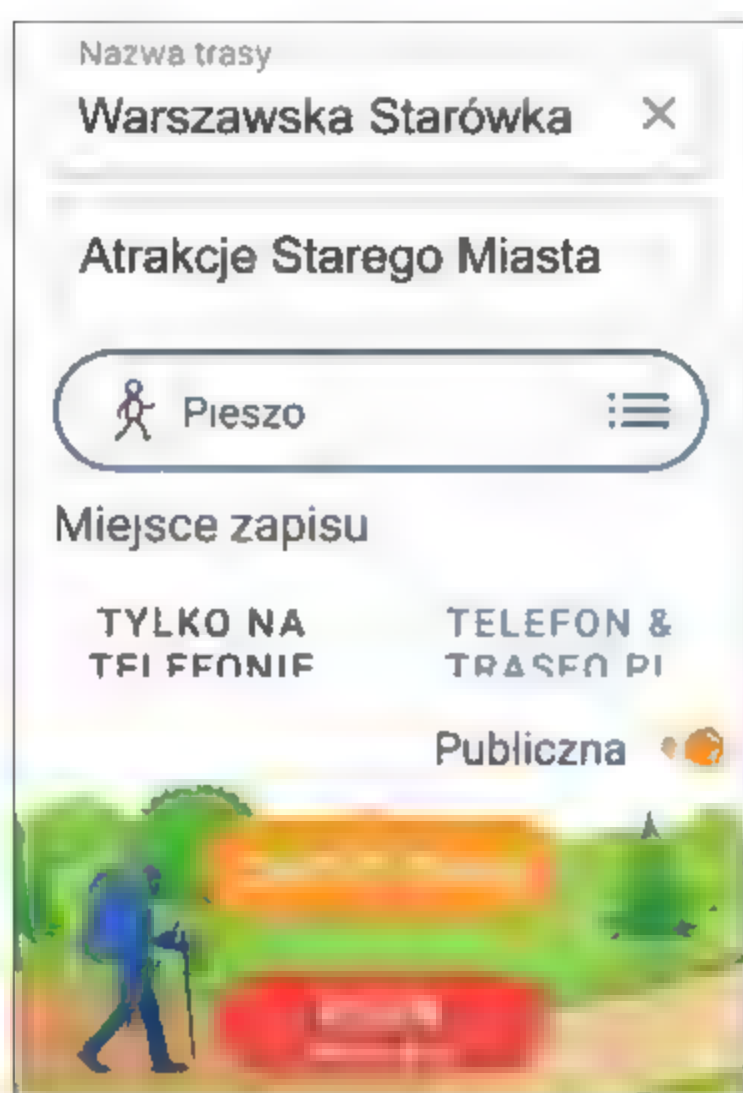 Nazwa trasy
Warszawska Starówka
Atrakcje Starego Miasta
Pieszo
Miejsce zapisu
TYLKO NA
TELEFONIE
TELEFON &
TRASEO.PL
Publiczna